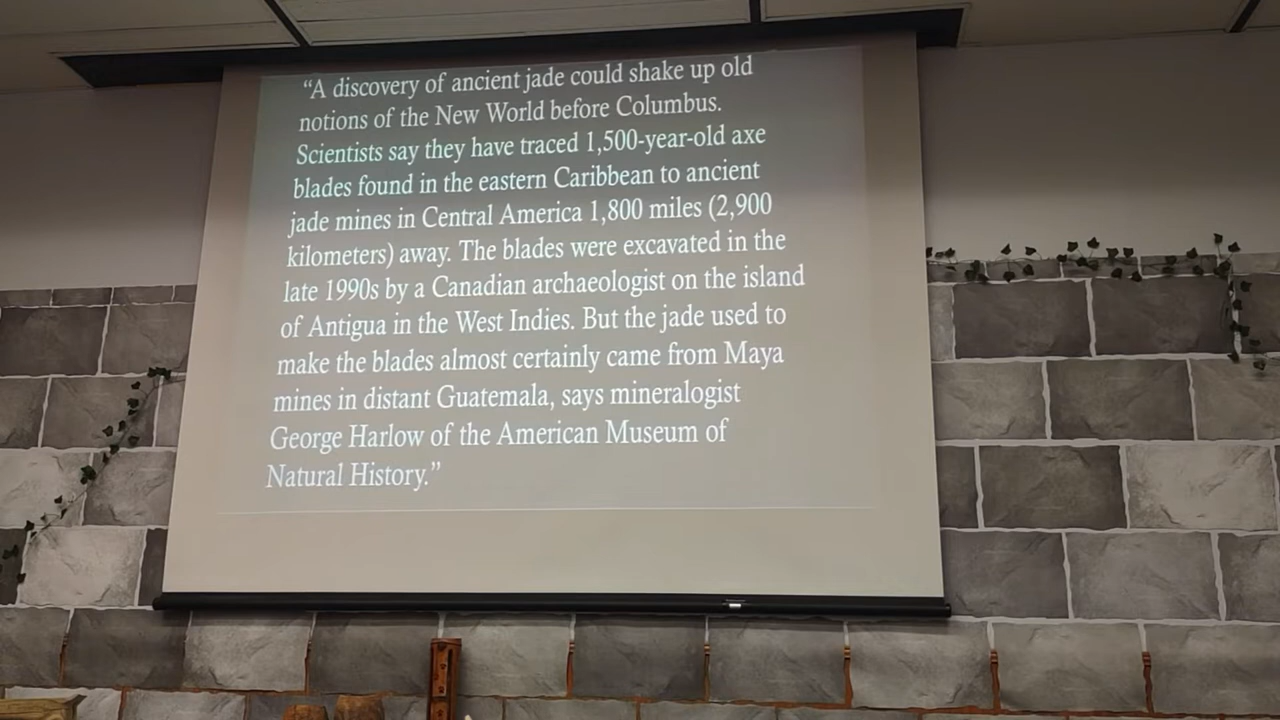 “A discovery of ancient jade could shake up old
notions of the New World before Columbus.
Scientists say they have traced 1,500-year-old axe
blades found in the eastern Caribbean to ancient
jade mines in Central America 1,800 miles (2,900
kilometers) away. The blades were excavated in the
late 1990s by a Canadian archaeologist on the island
of Antigua in the West Indies. But the jade used to
make the blades almost certainly came from Maya
mines in distant Guatemala, says mineralogist
George Harlow of the American Museum of
Natural History.”